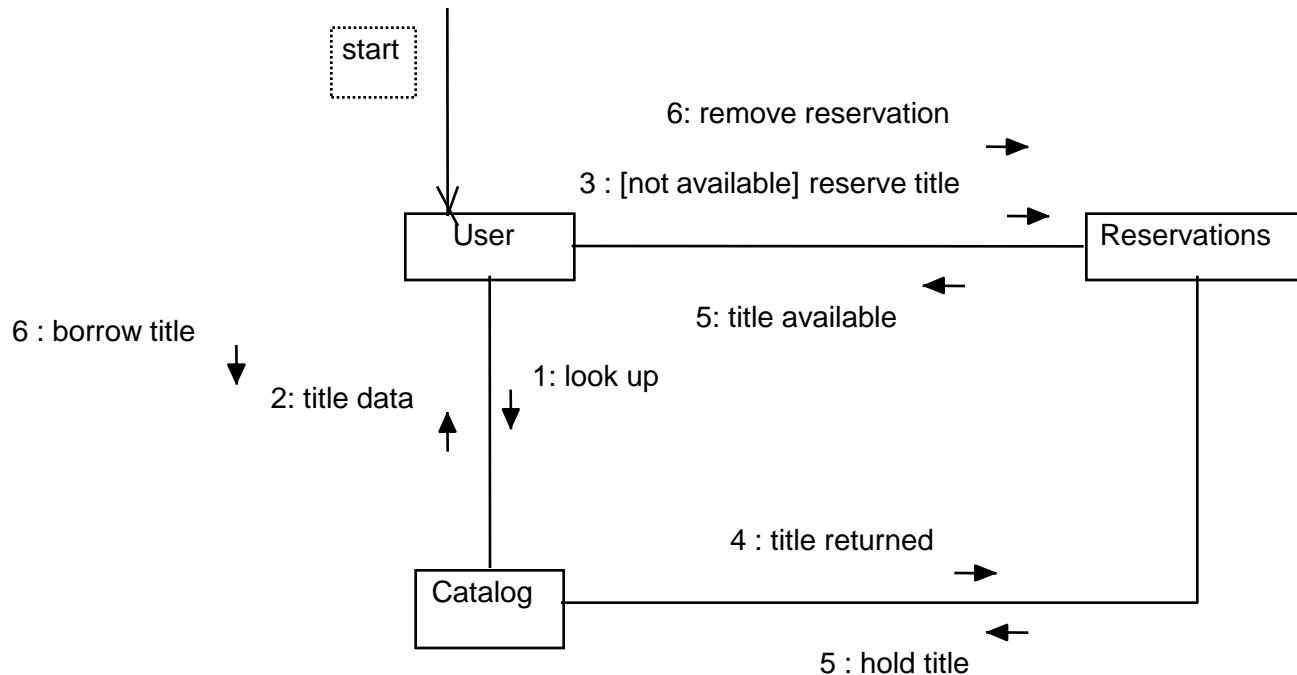 start
6: remove reservation
3 : [not available] reserve title
User
Reservations
5: title available
6 : borrow title
1: look up
2: title data
4 : title returned
Catalog
5 : hold title